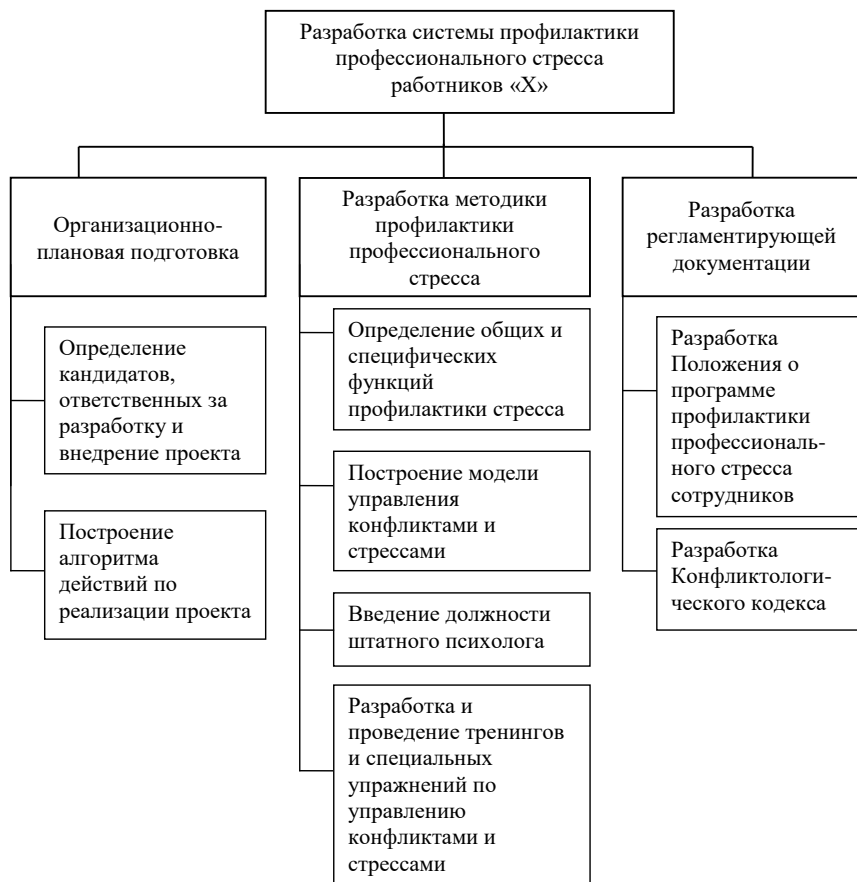 Разработка системы профилактики
профессионального стресса
работников «Х»
Организационно-
плановая подготовка
Определение
кандидатов,
ответственных за
разработку и
внедрение проекта
Построение
алгоритма
действий по
реализации проекта
Разработка методики
профилактики
профессионального
стресса
Определение общих и
специфических
функций
профилактики стресса
Построение модели
управления
конфликтами и
стрессами
Введение должности
штатного психолога
Разработка и
проведение тренингов
и специальных
упражнений по
управлению
конфликтами и
стрессами
Разработка
регламентирующей
документации
Разработка
Положения о
программе
профилактики
профессиональ-
ного стресса
сотрудников
Разработка
Конфликтологи-
ческого кодекса